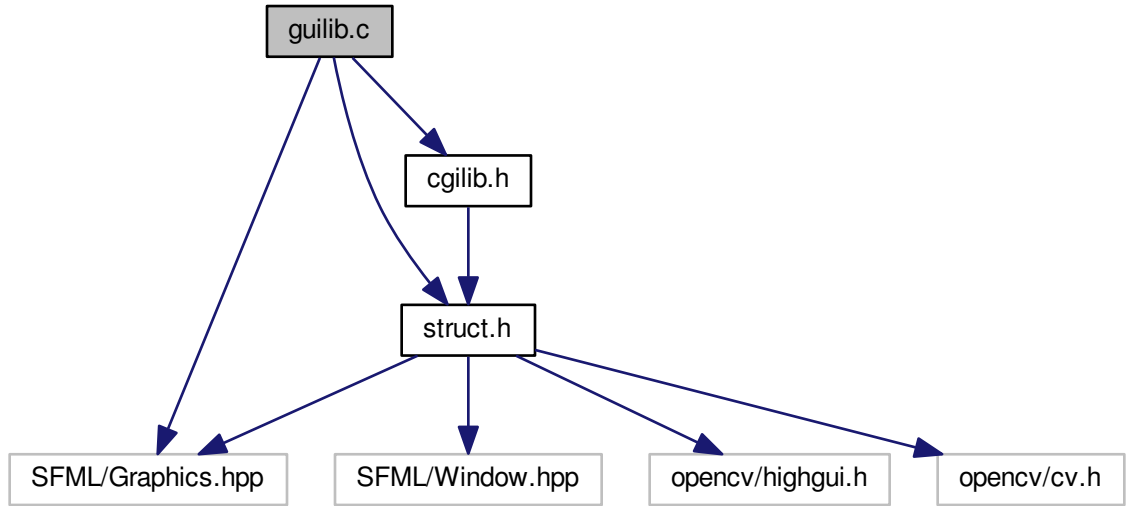 guilib.c
cgilib.h
struct.h
SFML/Graphics.hpp
SFML/Window.hpp
opencv/highgui.h
opencv/cv.h